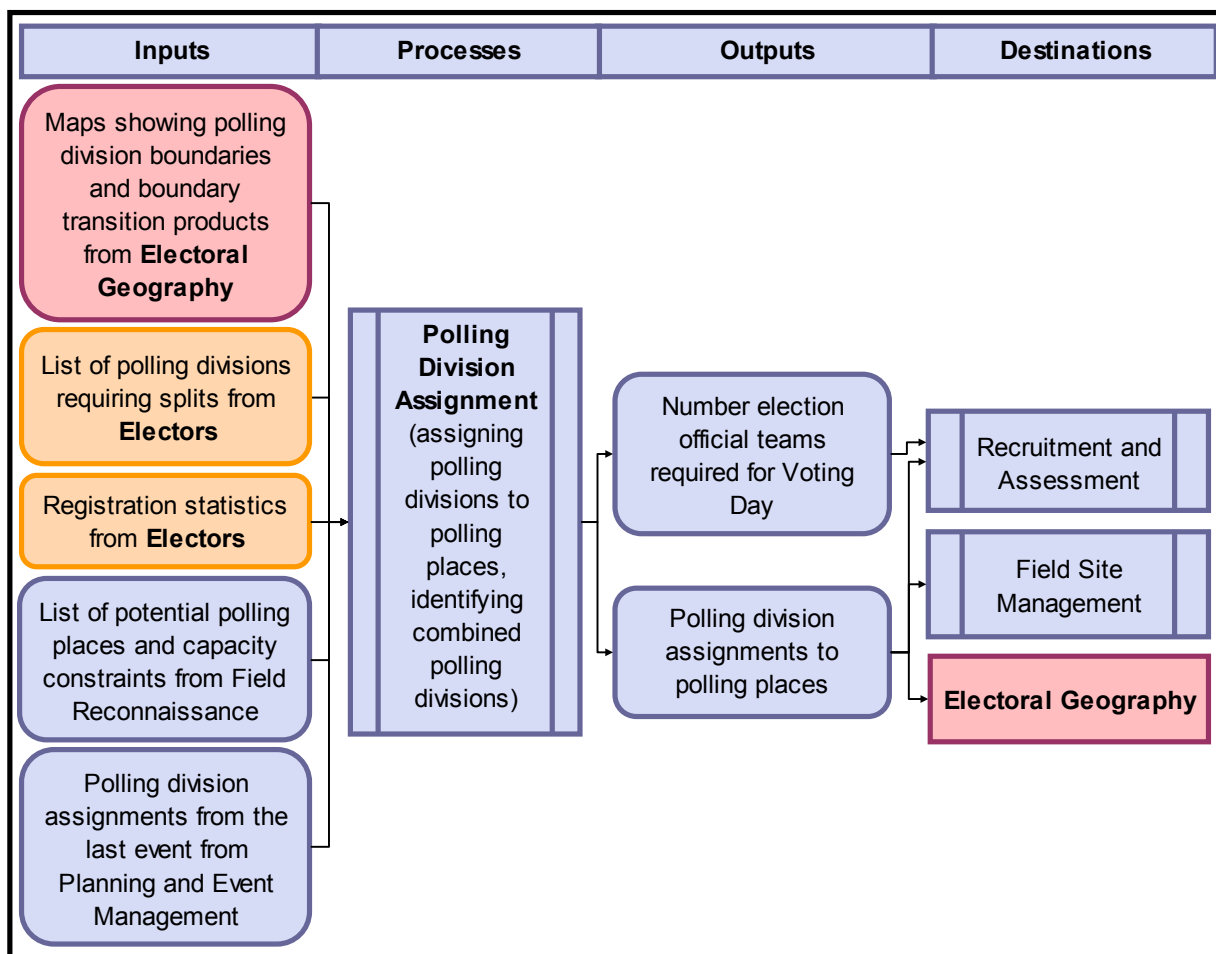 Inputs
Processes
Outputs
Destinations
Maps showing polling
division boundaries
and boundary
transition products
from Electoral
Geography
List of polling divisions
requiring splits from
Electors
Registration statistics
from Electors
List of potential polling
places and capacity
constraints from Field
Reconnaissance
Polling division
assignments from the
last event from
Planning and Event
Management
Polling
Division
Assignment
(assigning
polling
divisions to
polling
places,
identifying
combined
polling
divisions)
Number election
official teams
required for Voting
Day
Polling division
assignments to
polling places
Recruitment and
Assessment
Field Site
Management
Electoral Geography